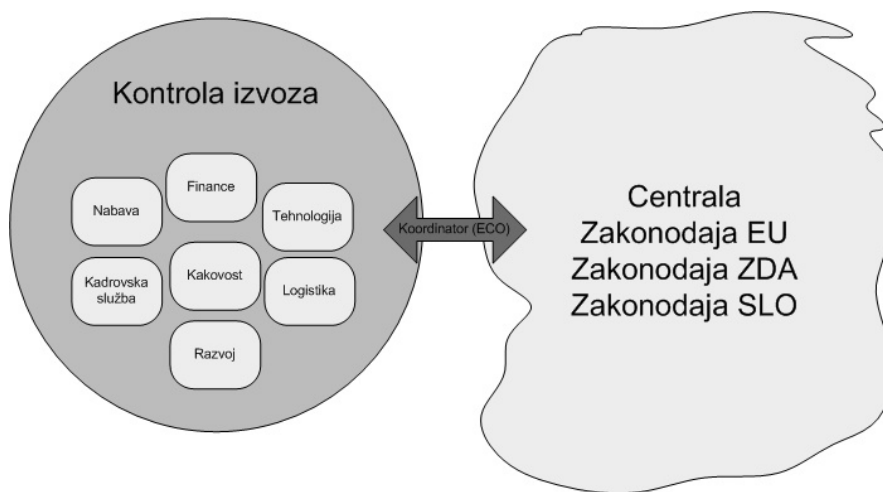 Kontrola izvoza
Finance
Nabava
Tehnologija
Kadrovska
služba
Kakovost
Logistika
Razvoj
Koordinator (ECO)
Centrala
Zakonodaja EU
Zakonodaja ZDA
Zakonodaja SLO